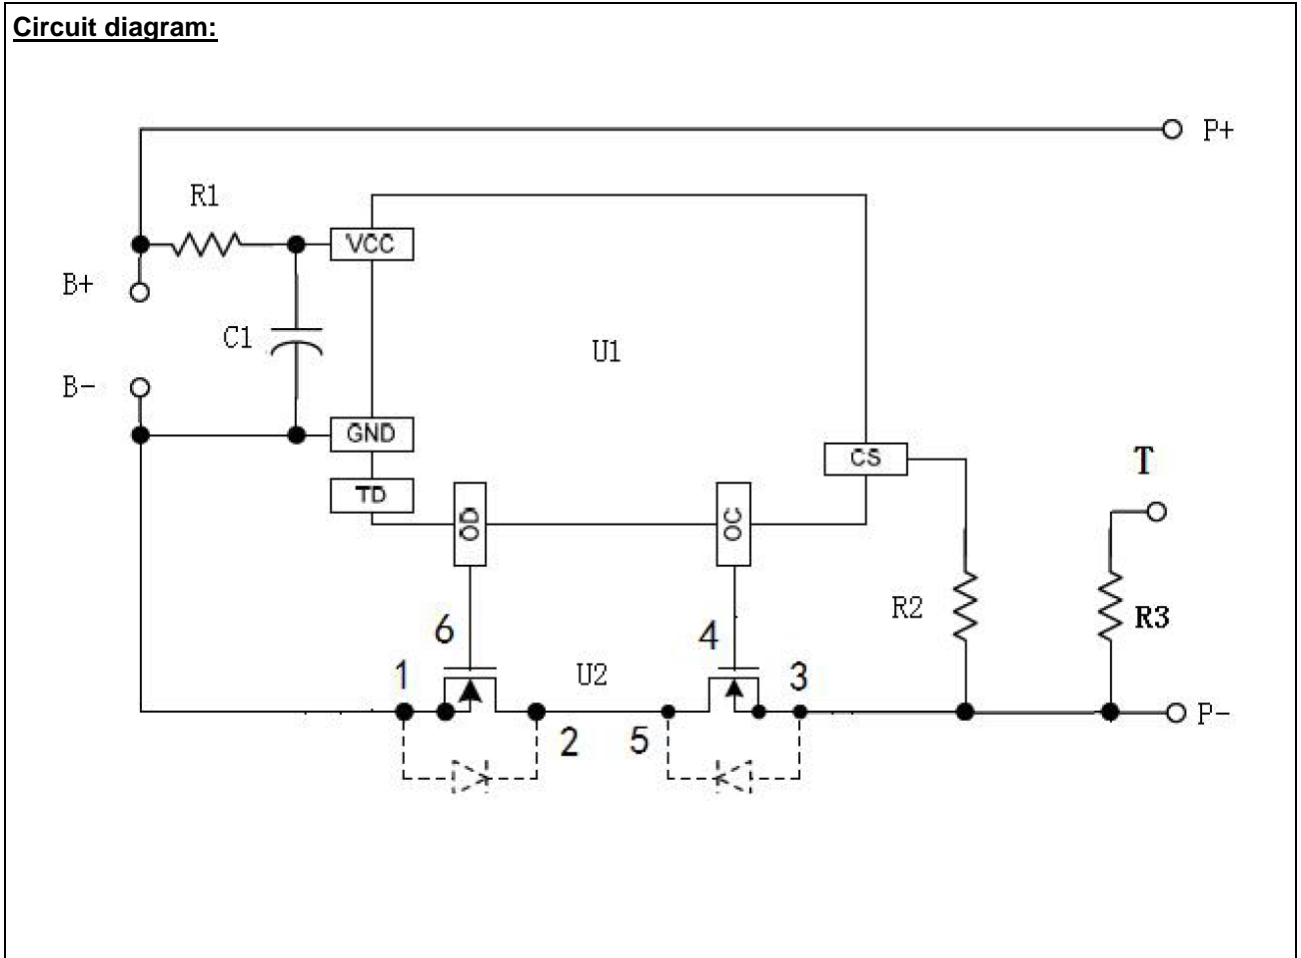 Circuit diagram:
P+
R1
VCC
B+
C1
U1
B-
GND
CS
T
TD
OD
OC
R2
R3
6
4
1
U2
3
P-
2
5